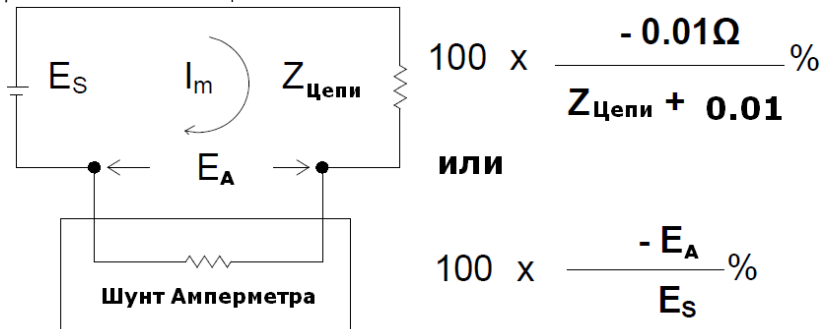 E_S I_m Z_Цепи
E_A
Шунт Амперметра
100 x - 0.01Ω / Z_Цепи + 0.01 %
или
100 x - E_A / E_S %